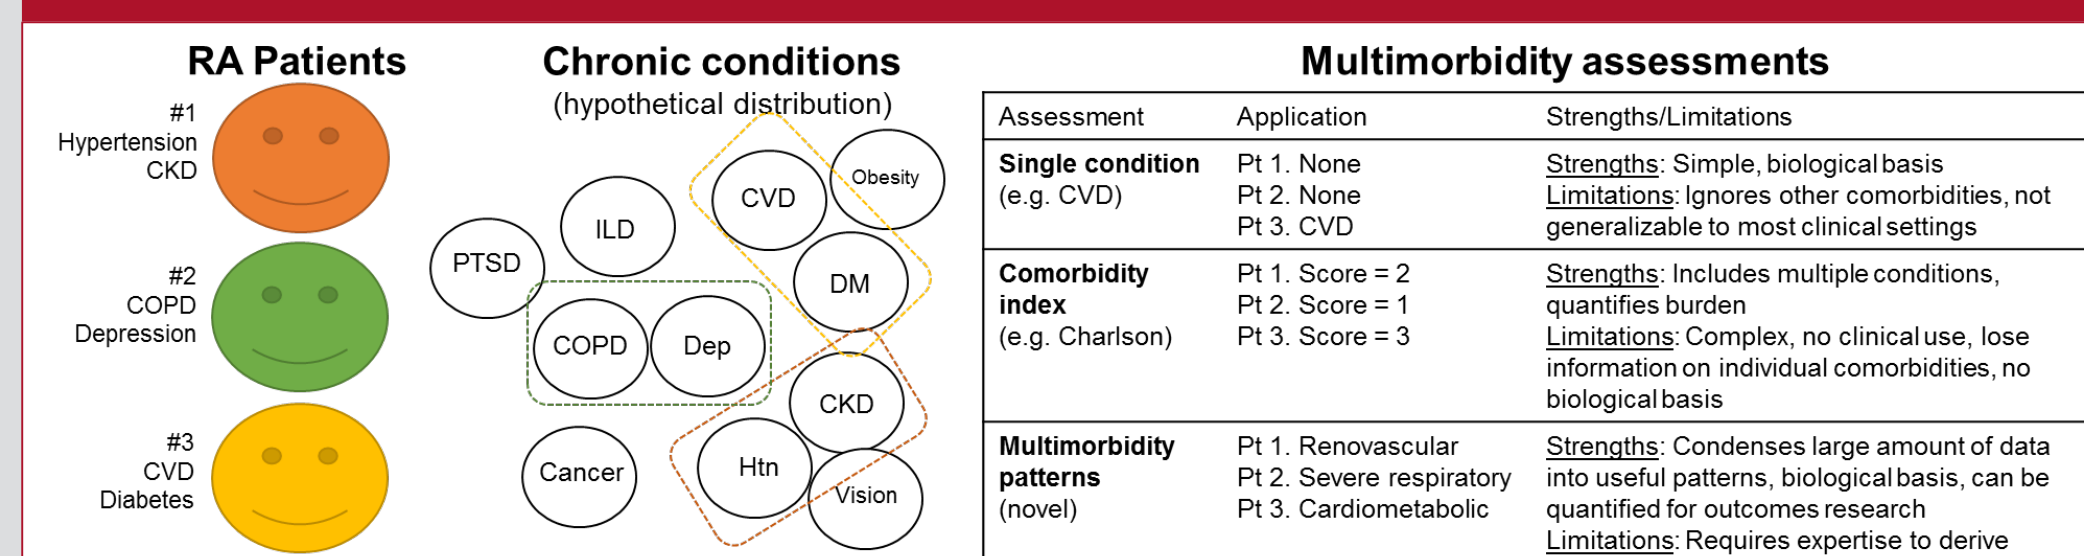 RA Patients
#1
Hypertension
CKD
#2
COPD
Depression
#3
CVD
Diabetes
Chronic conditions
(hypothetical distribution)
CVD
Obesity
ILD
PTSD
DM
COPD
Dep
CKD
Htn
Cancer
Vision
Multimorbidity assessments
Assessment
Application
Strengths/Limitations
Single condition
(e.g. CVD)
Pt 1. None
Pt 2. None
Pt 3. CVD
Strengths: Simple, biological basis
Limitations: Ignores other comorbidities, not
generalizable to most clinical settings
Comorbidity
index
(e.g. Charlson)
Pt 1. Score = 2
Pt 2. Score = 1
Pt 3. Score = 3
Strengths: Includes multiple conditions,
quantifies burden
Limitations: Complex, no clinical use, lose
information on individual comorbidities, no
biological basis
Multimorbidity
patterns
(novel)
Pt 1. Renovascular
Pt 2. Severe respiratory
Pt 3. Cardiometabolic
Strengths: Condenses large amount of data
into useful patterns, biological basis, can be
quantified for outcomes research
Limitations: Requires expertise to derive